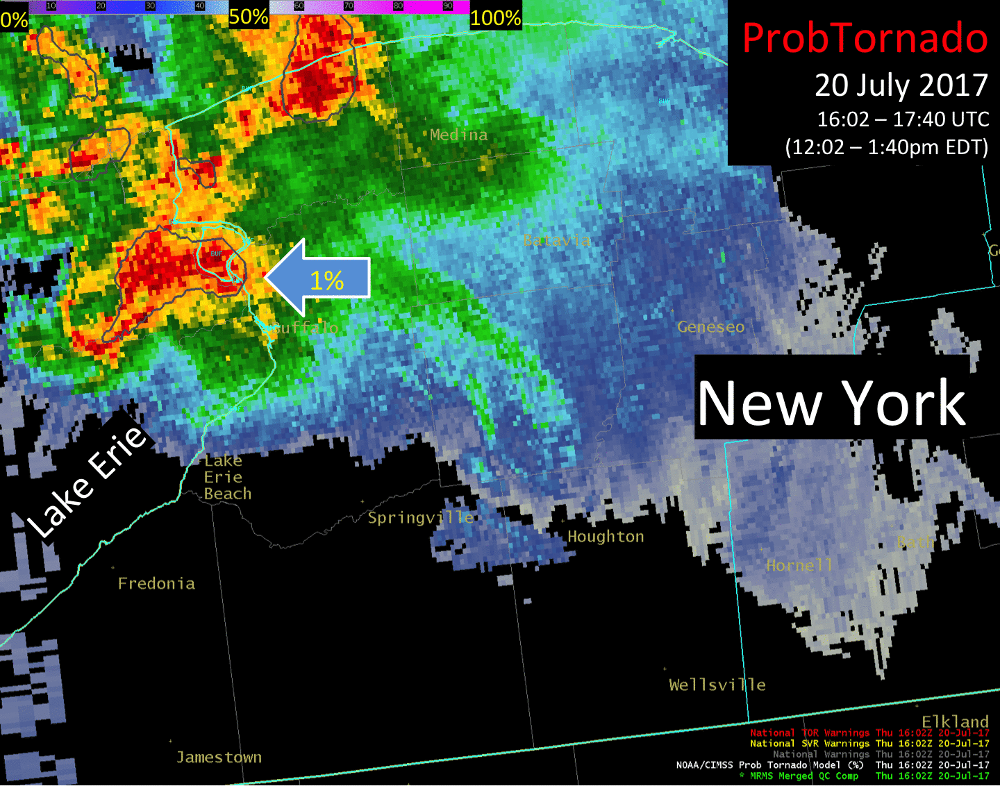 10 20 30 40 60 70 80 90
0% 50% 100%
ProbTornado
20 July 2017
16:02 – 17:40 UTC
(12:02 – 1:40pm EDT)
BUF
BUF
Medina
Batavia
BUF
1%
Buffalo
Geneseo
New York
Lake Erie
Lake
Erie
Beach
Springville
Houghton
Bath
Hornell
Fredonia
Wellsville
Elkland
Jamestown
National TOR Warnings Thu 16:02Z 20-Jul-17
National SVR Warnings Thu 16:02Z 20-Jul-17
National Warnings Thu 16:02Z 20-Jul-17
NOAA/CIMSS Prob Tornado Model (%) Thu 16:02Z 20-Jul-17
* MRMS Merged QC Comp Thu 16:02Z 20-Jul-17